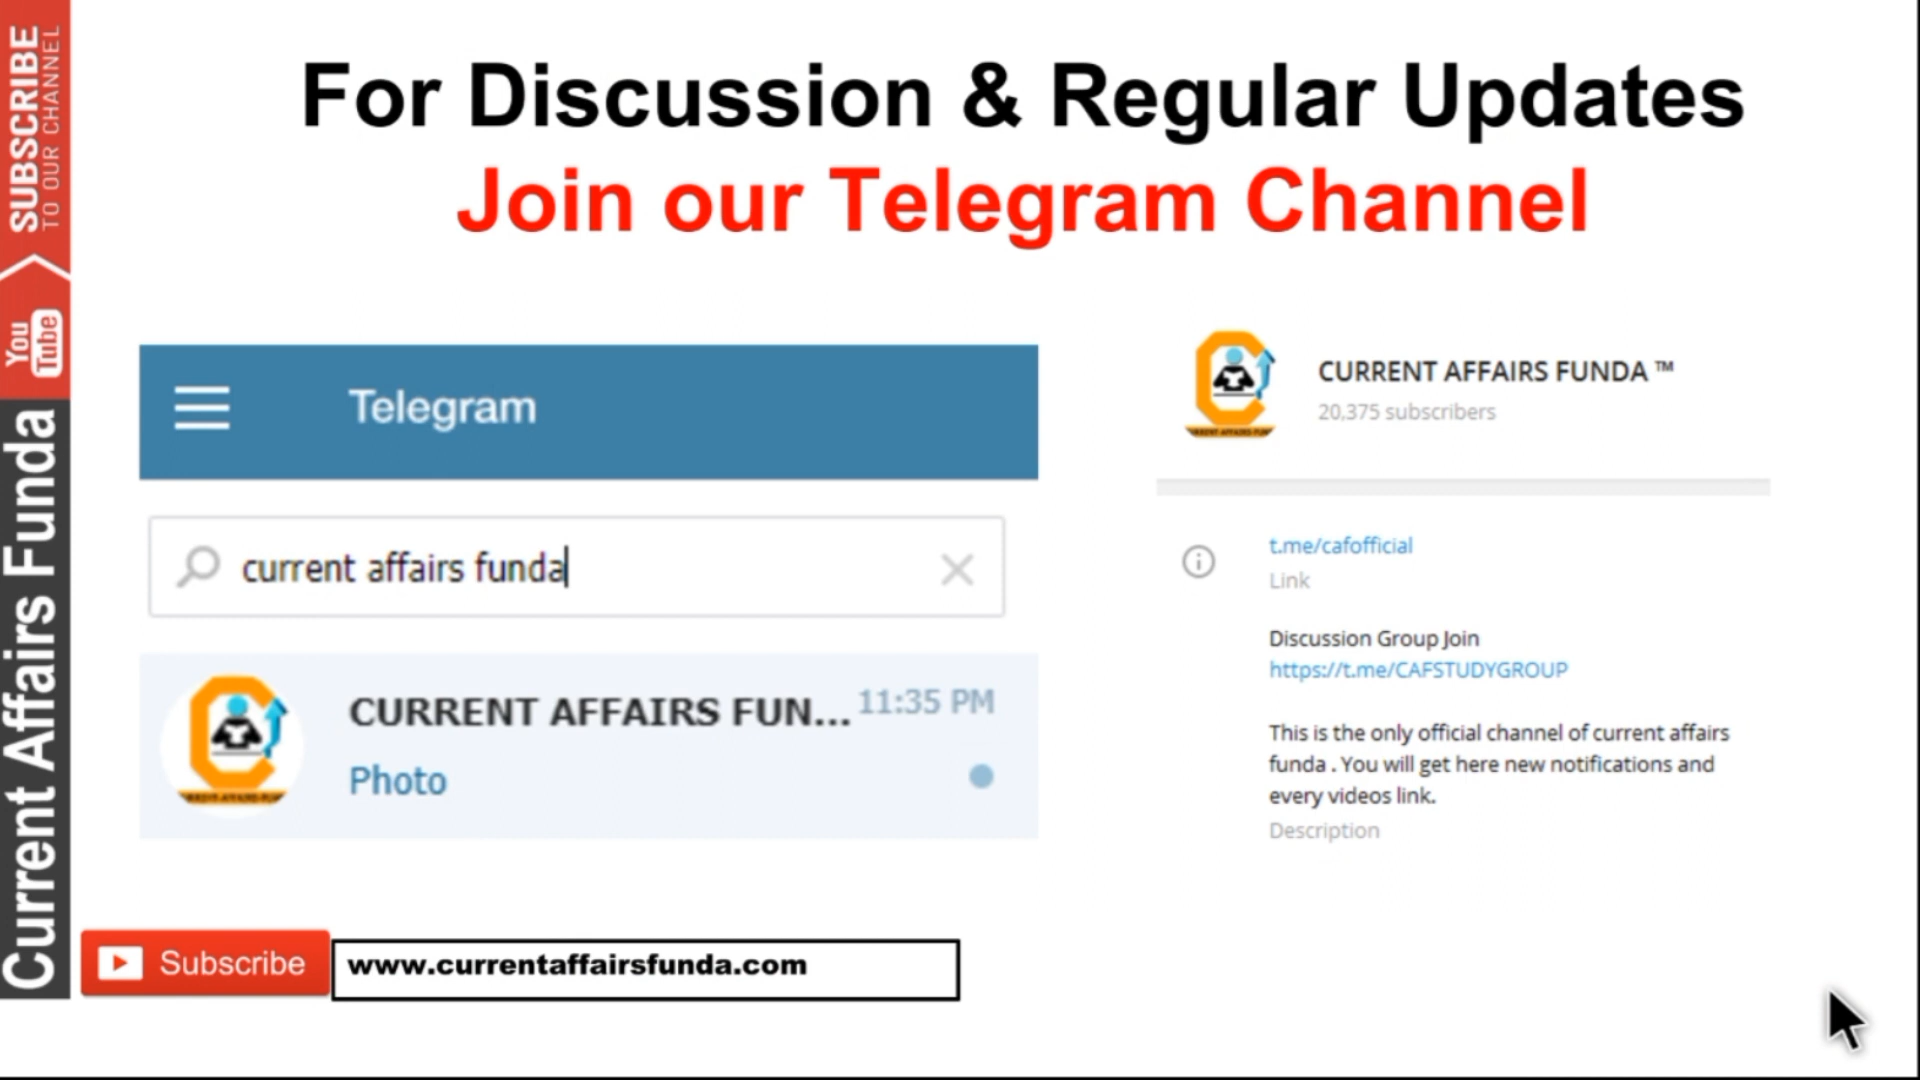 For Discussion & Regular Updates
Join our Telegram Channel
SUBSCRIBE
TO OUR CHANNEL
You
Tube
Current Affairs Funda
Telegram
current affairs funda
CURRENT AFFAIRS FUN...
11:35 PM
Photo
CURRENT AFFAIRS FUNDA ™
20,375 subscribers
t.me/cafofficial
Link
Discussion Group Join
https://t.me/CAFSTUDYGROUP
This is the only official channel of current affairs
funda . You will get here new notifications and
every videos link.
Description
Subscribe
www.currentaffairsfunda.com